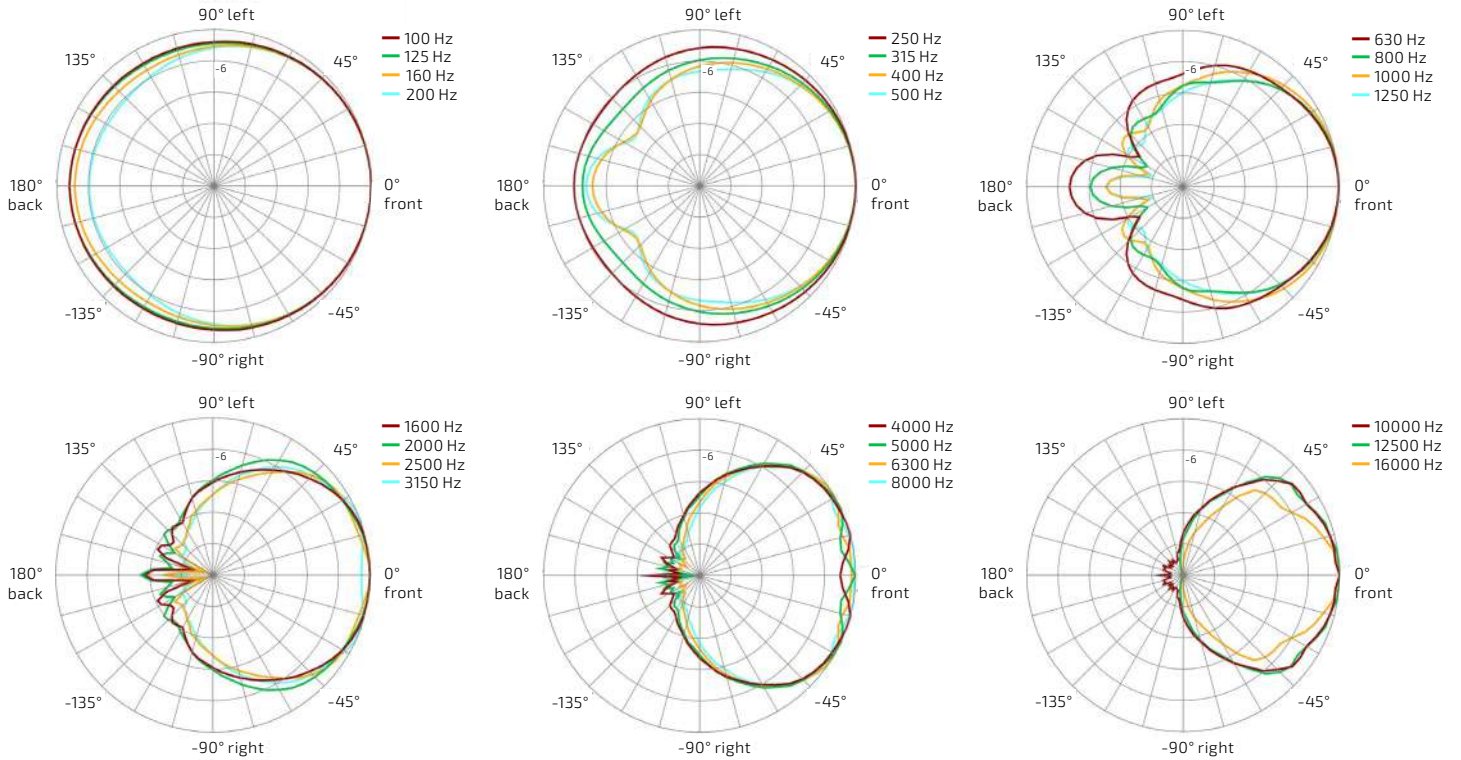 90° left
135°
45°
-6
100 Hz
125 Hz
160 Hz
200 Hz
180°
back
0°
front
-135°
-45°
-90° right
90° left
135°
45°
-6
250 Hz
315 Hz
400 Hz
500 Hz
180°
back
0°
front
-135°
-45°
-90° right
90° left
135°
45°
-6
630 Hz
800 Hz
1000 Hz
1250 Hz
180°
back
0°
front
-135°
-45°
-90° right
90° left
135°
45°
-6
1600 Hz
2000 Hz
2500 Hz
3150 Hz
180°
back
0°
front
-135°
-45°
-90° right
90° left
135°
45°
-6
4000 Hz
5000 Hz
6300 Hz
8000 Hz
180°
back
0°
front
-135°
-45°
-90° right
90° left
135°
45°
-6
10000 Hz
12500 Hz
16000 Hz
180°
back
0°
front
-135°
-45°
-90° right